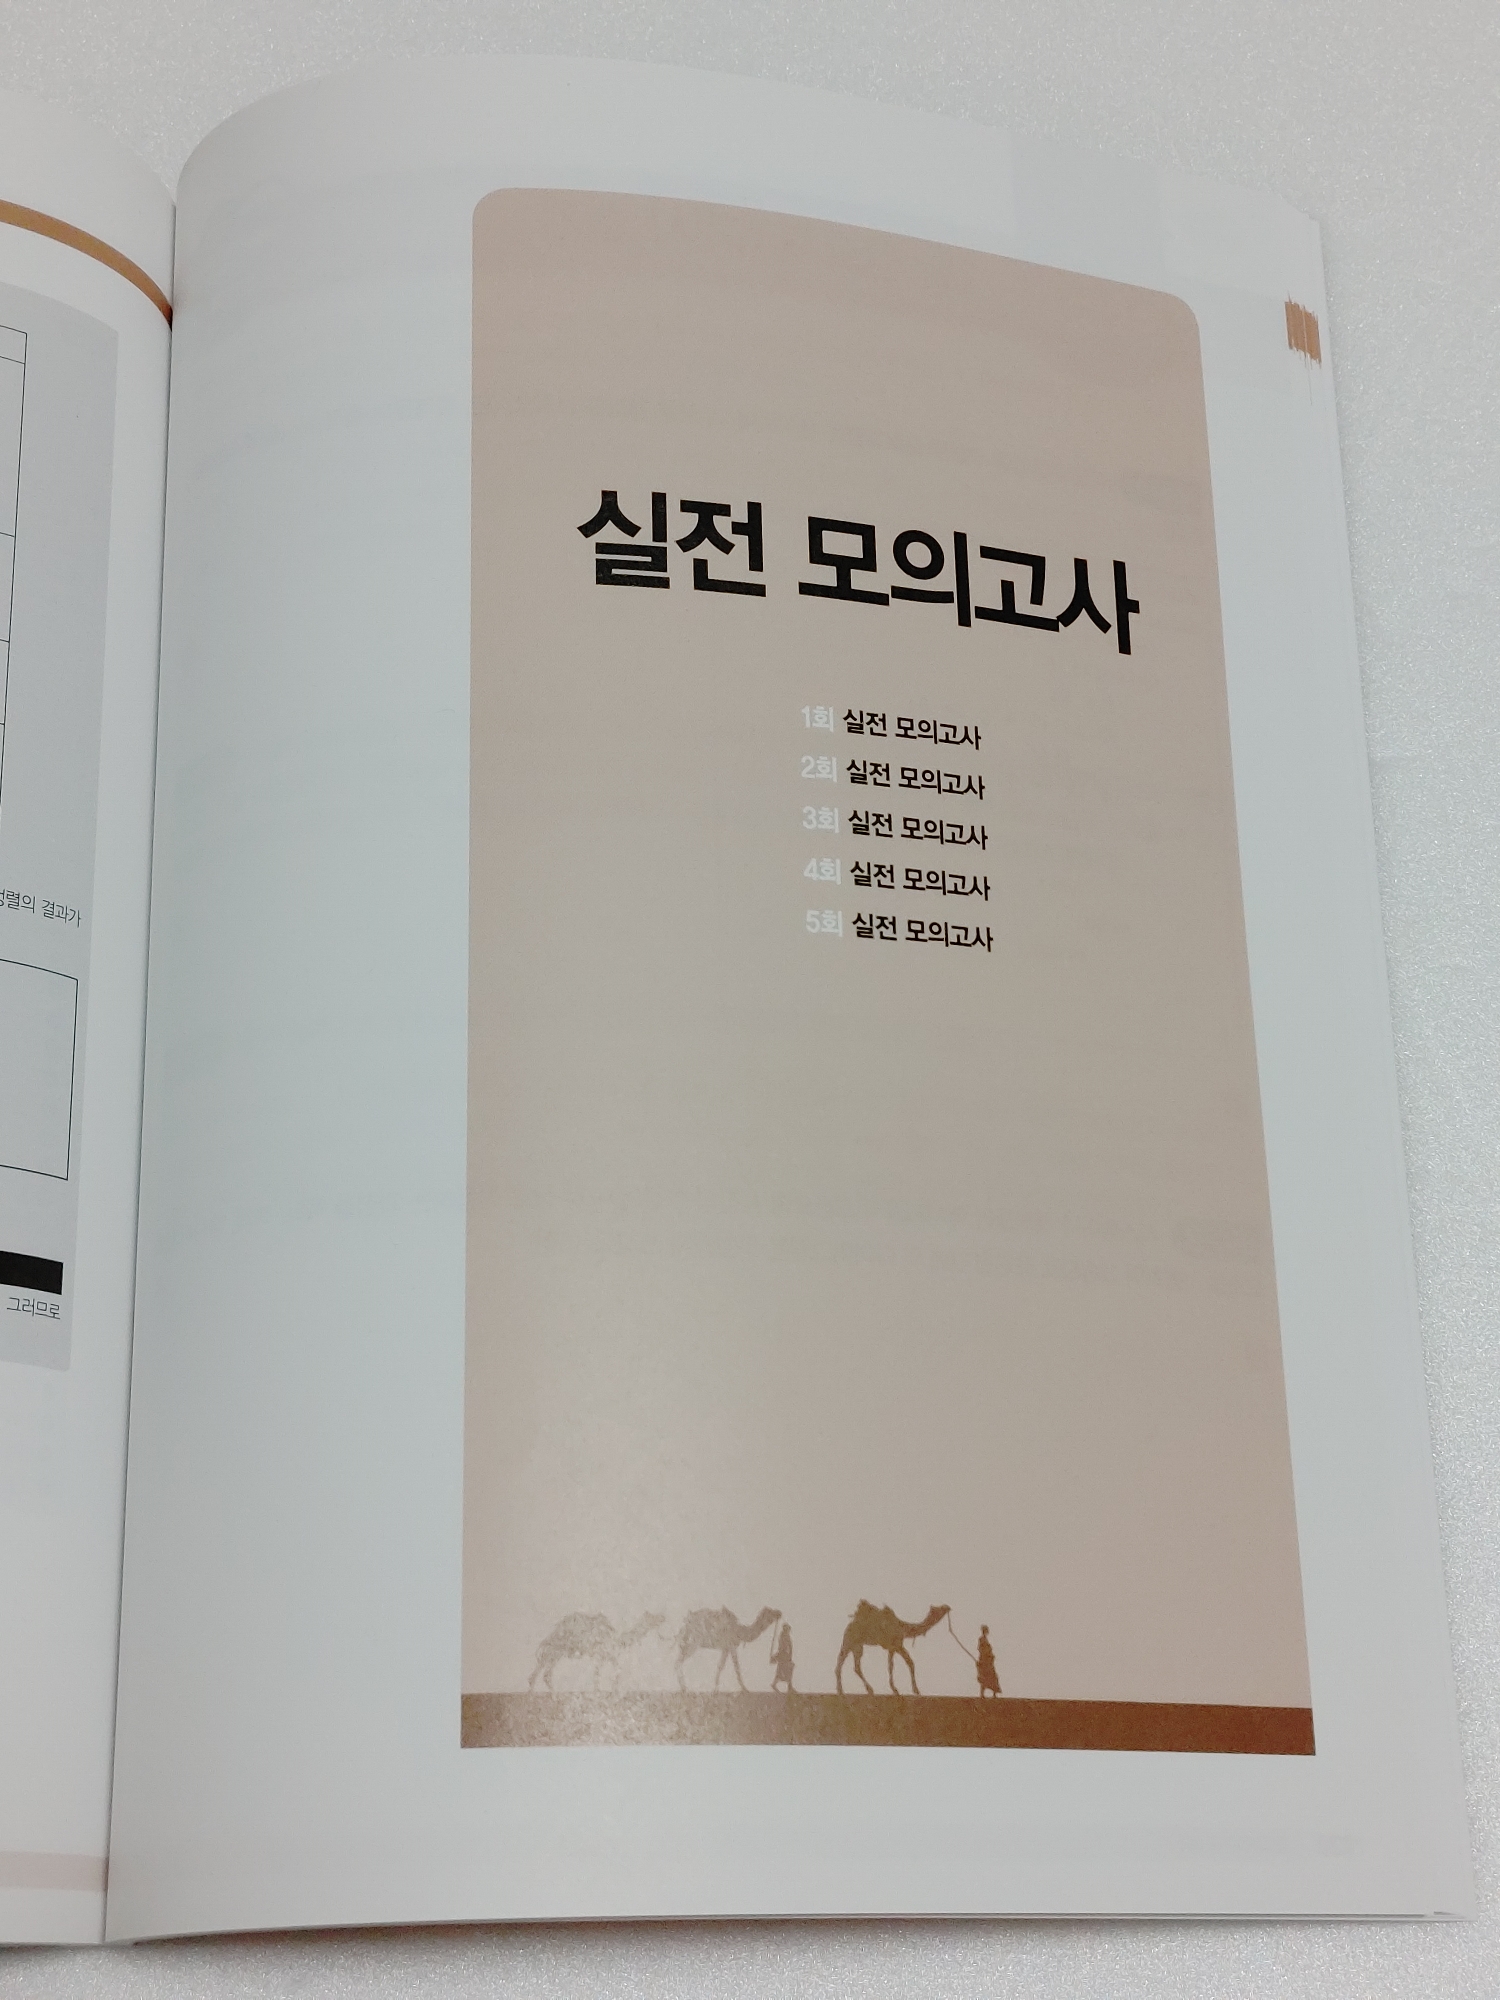 결과가
그러므로
실전 모의고사
1회 실전 모의고사
2회 실전 모의고사
3회 실전 모의고사
4회 실전 모의고사
5회 실전 모의고사